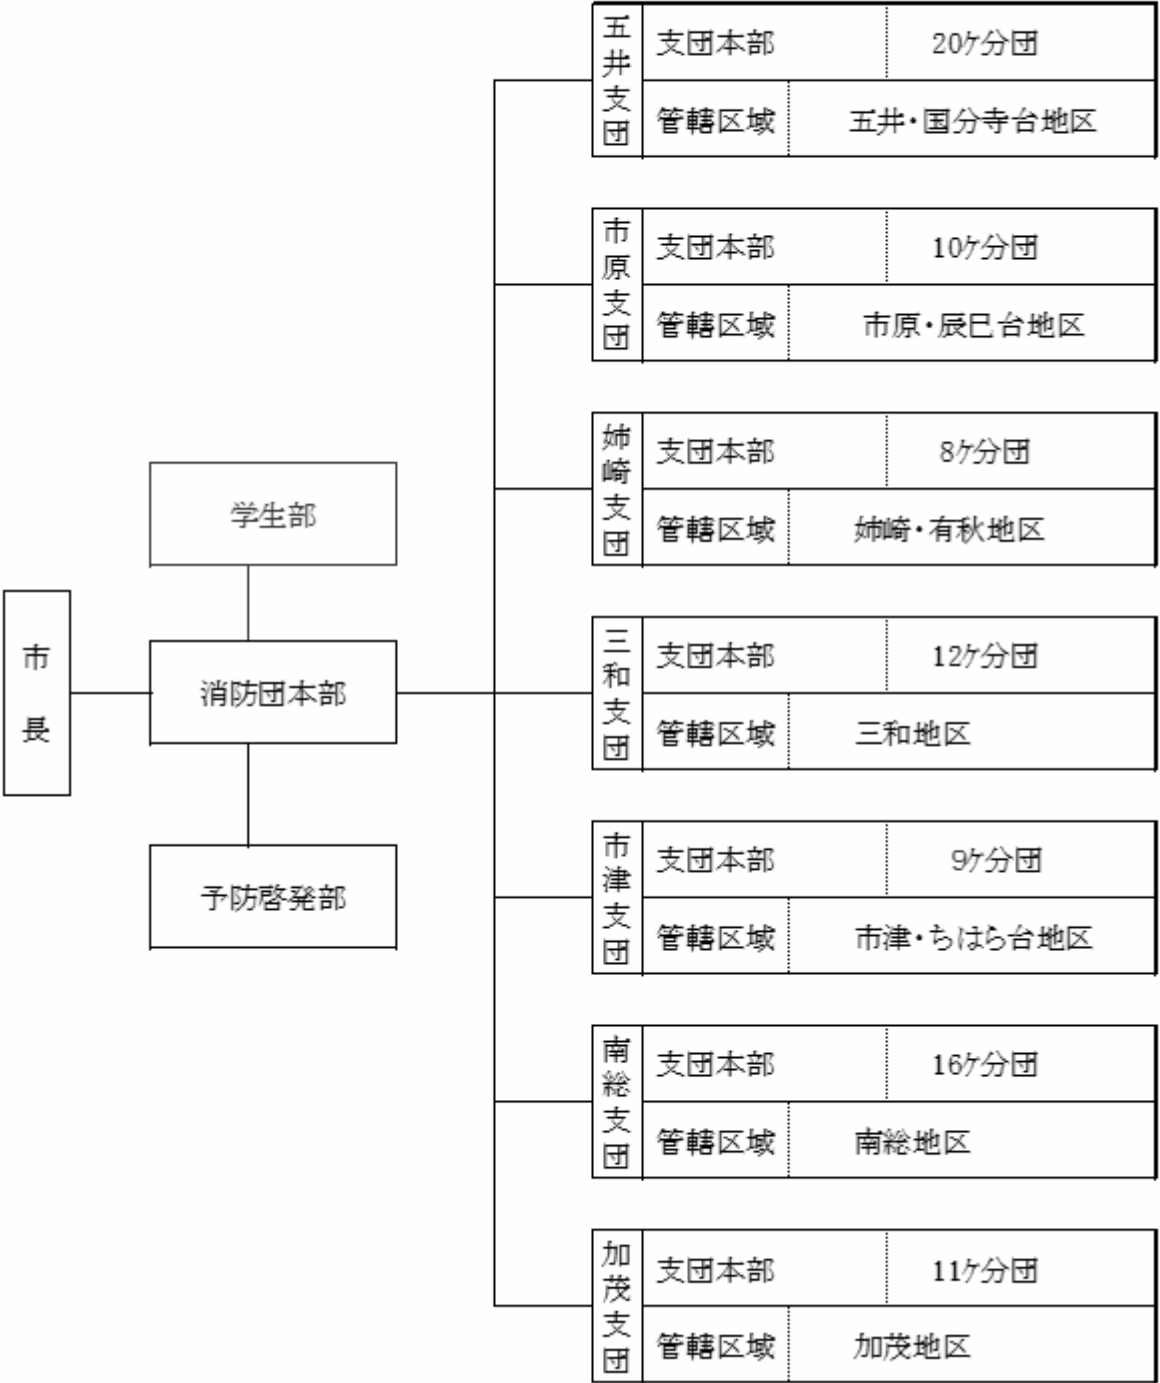 市長
学生部
消防団本部
予防啓発部
五井支団
支団本部 20ケ分団
管轄区域 五井・国分寺台地区
市原支団
支団本部 10ケ分団
管轄区域 市原・辰巳台地区
姉崎支団
支団本部 8ケ分団
管轄区域 姉崎・有秋地区
三和支団
支団本部 12ケ分団
管轄区域 三和地区
市津支団
支団本部 9ケ分団
管轄区域 市津・ちはら台地区
南総支団
支団本部 16ケ分団
管轄区域 南総地区
加茂支団
支団本部 11ケ分団
管轄区域 加茂地区